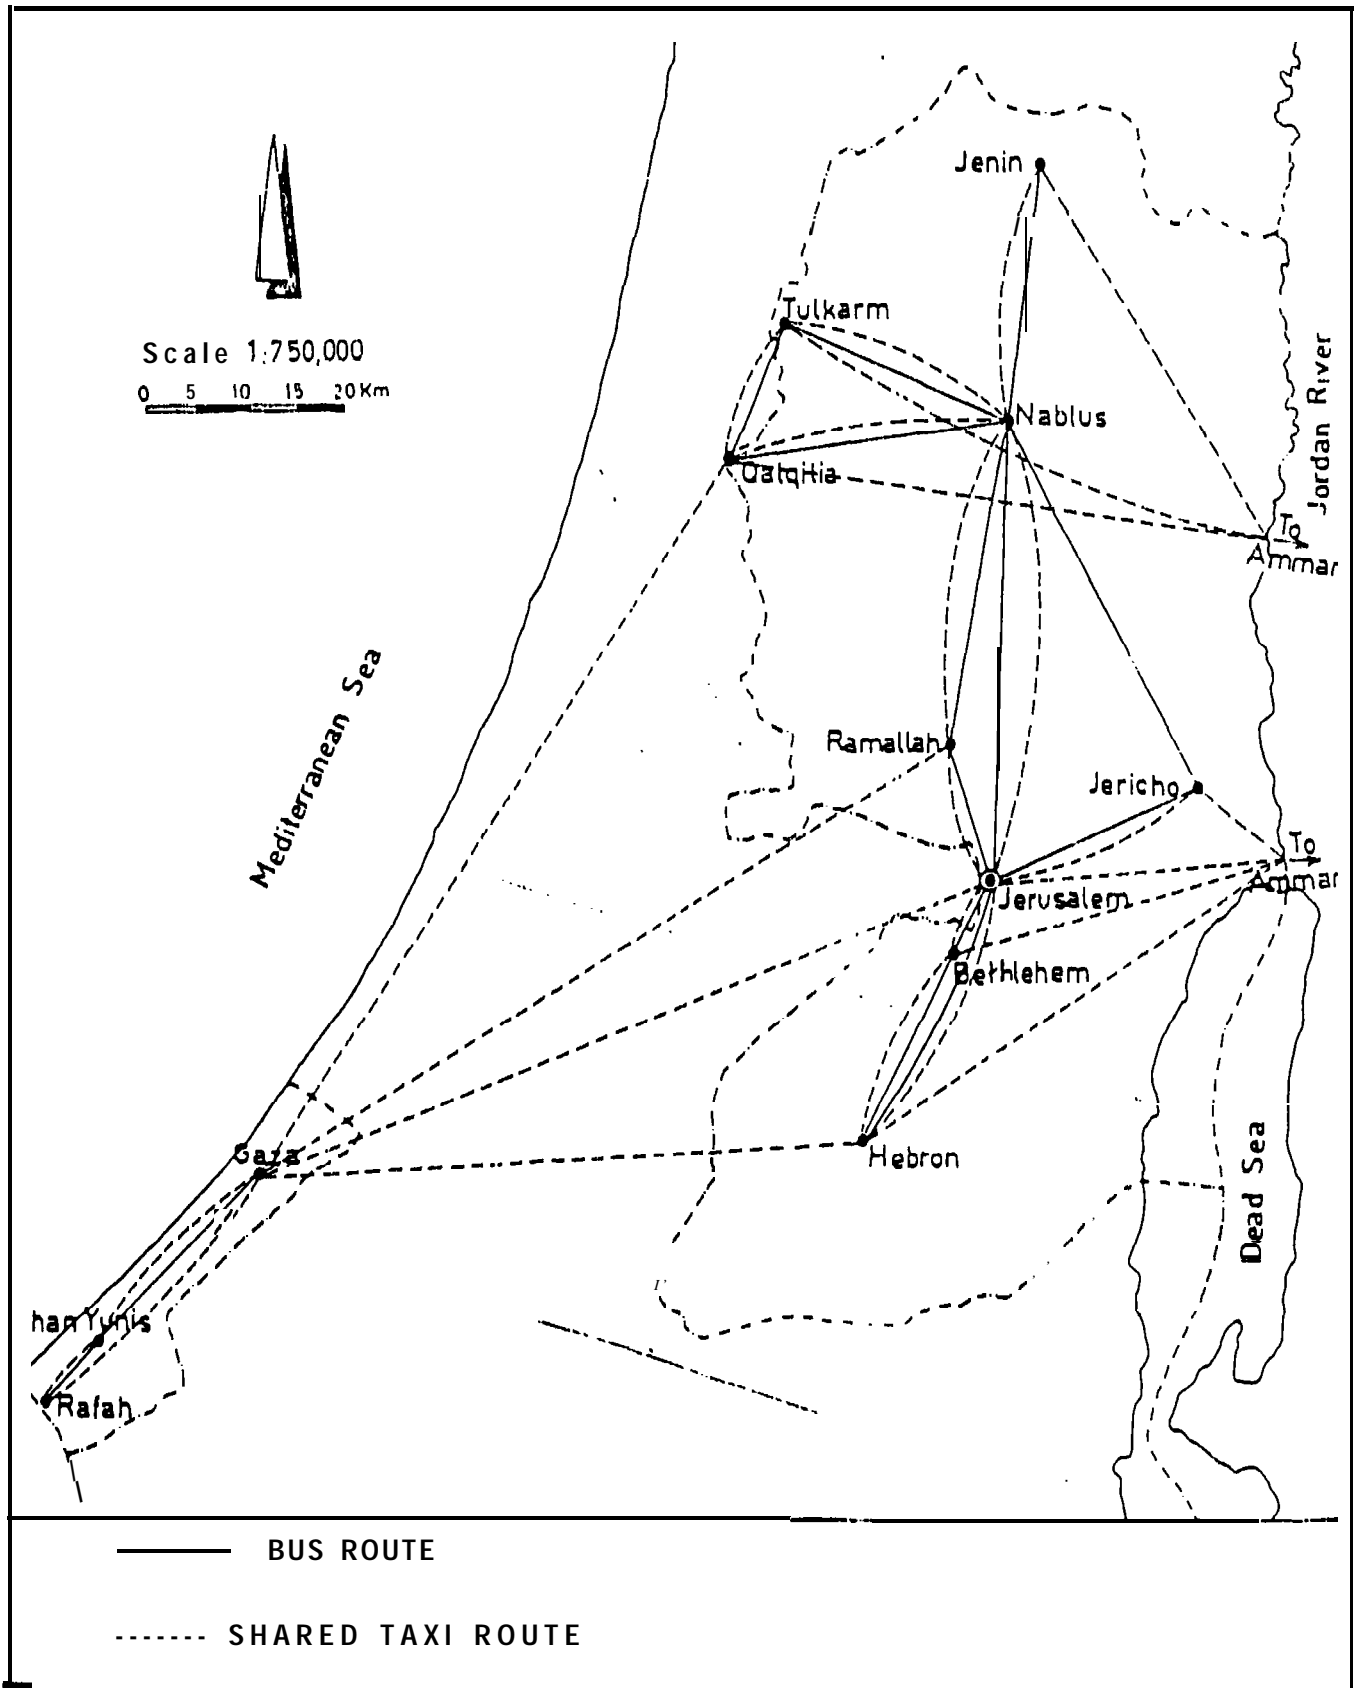 Jenin
Tulkarm
Scale 1:750,000
0 5 10 15 20 Km
Nablus
Jordan River
Qalqilia
To
Ammar
Mediterranean Sea
Ramallah
Jericho
To
Ammar
Jerusalem
Bethlehem
Gaza
Hebron
Dead Sea
han Yunis
Rafah
BUS ROUTE
SHARED TAXI ROUTE